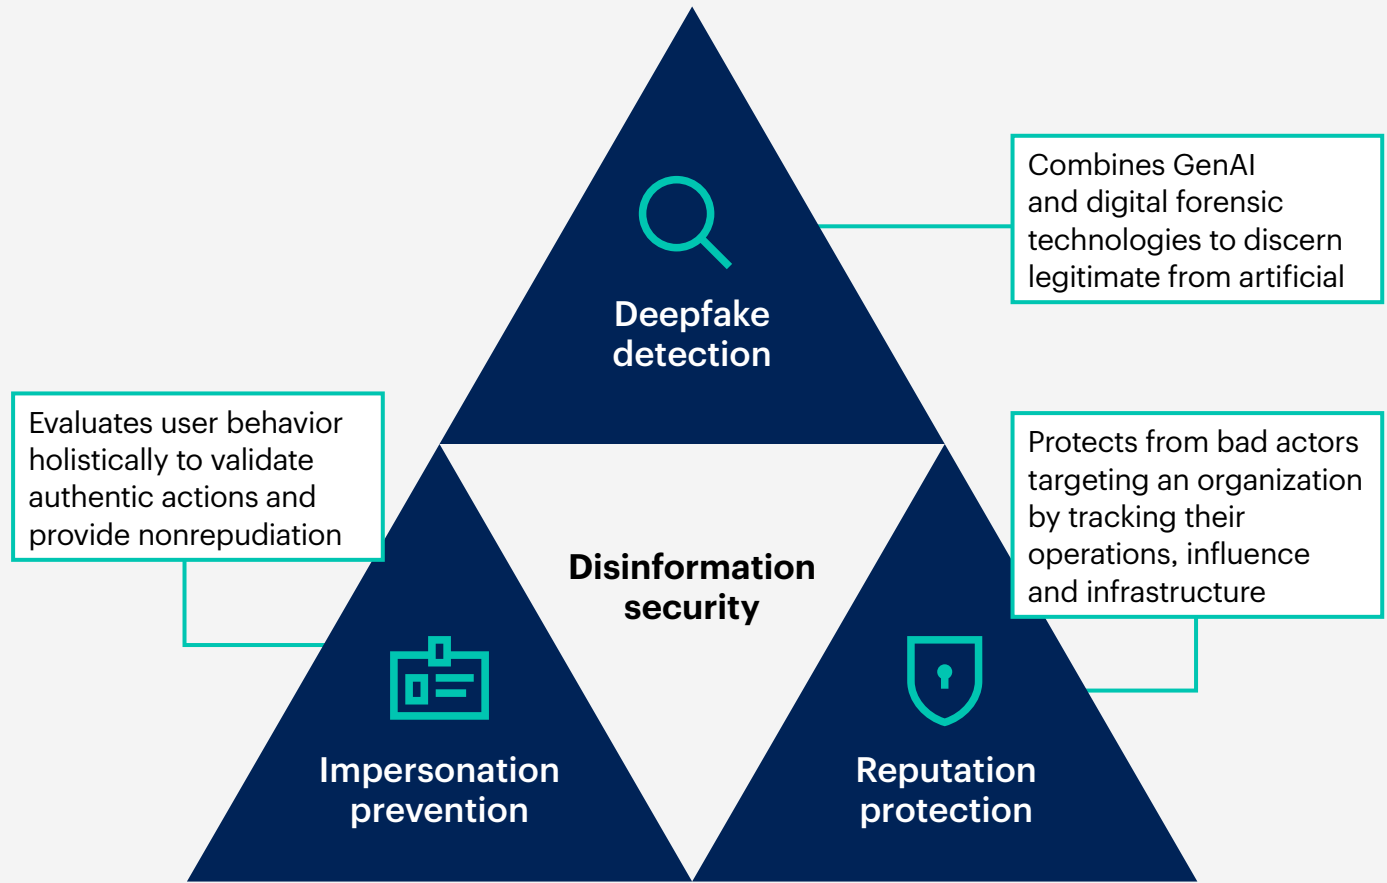 Combines GenAI
and digital forensic
technologies to discern
legitimate from artificial
Deepfake
detection
Evaluates user behavior
holistically to validate
authentic actions and
provide nonrepudiation
Protects from bad actors
targeting an organization
by tracking their
operations, influence
and infrastructure
Disinformation
security
Impersonation
prevention
Reputation
protection